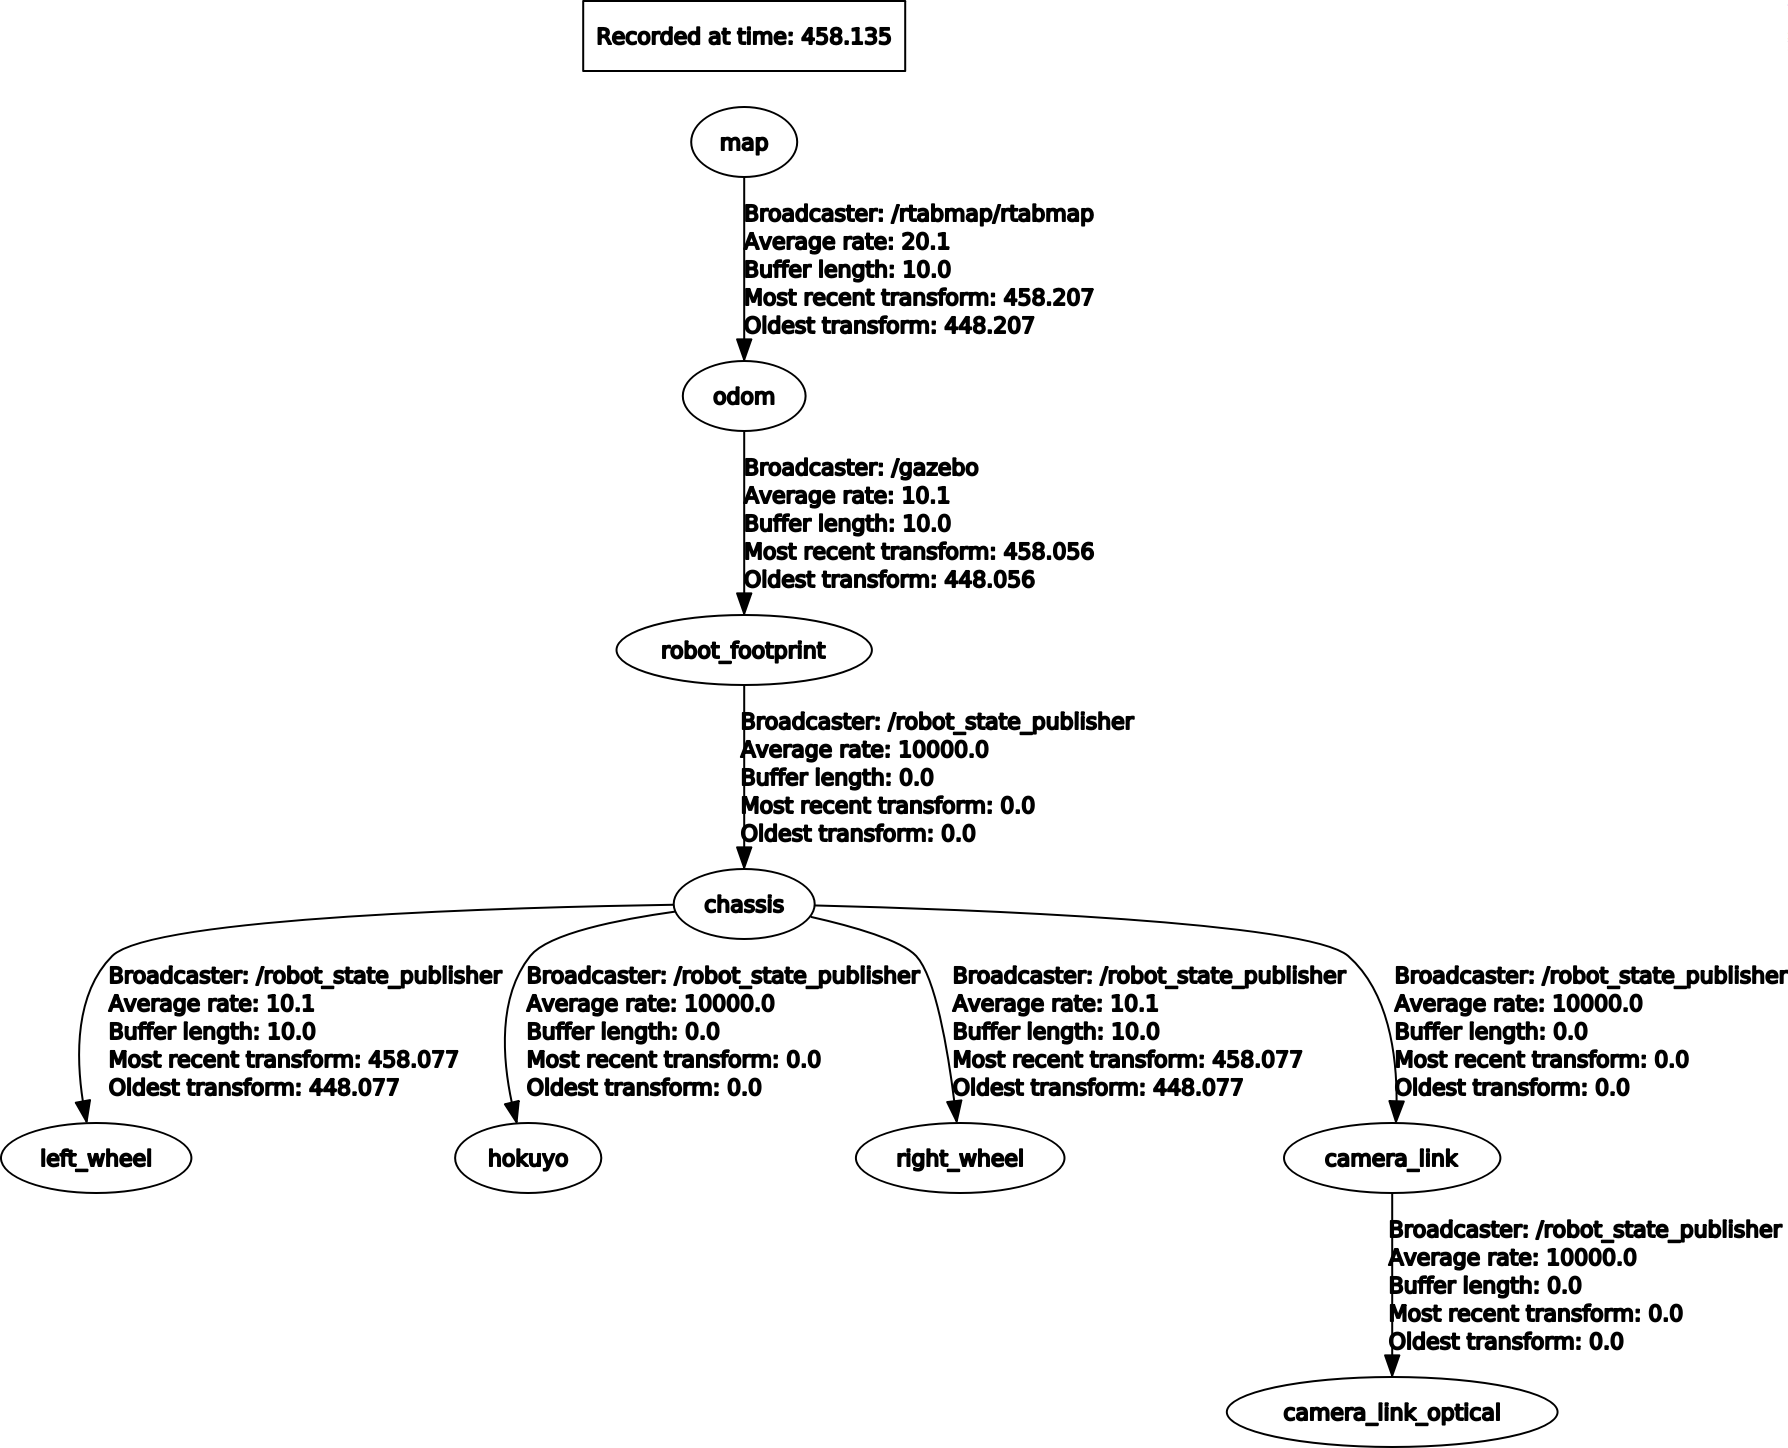 Recorded at time: 458.135
map
Broadcaster: /rtabmap/rtabmap
Average rate: 20.1
Buffer length: 10.0
Most recent transform: 458.207
Oldest transform: 448.207
odom
Broadcaster: /gazebo
Average rate: 10.1
Buffer length: 10.0
Most recent transform: 458.056
Oldest transform: 448.056
robot_footprint
Broadcaster: /robot_state_publisher
Average rate: 10000.0
Buffer length: 0.0
Most recent transform: 0.0
Oldest transform: 0.0
chassis
Broadcaster: /robot_state_publisher
Average rate: 10.1
Buffer length: 10.0
Most recent transform: 458.077
Oldest transform: 448.077
left_wheel
Broadcaster: /robot_state_publisher
Average rate: 10000.0
Buffer length: 0.0
Most recent transform: 0.0
Oldest transform: 0.0
hokuyo
Broadcaster: /robot_state_publisher
Average rate: 10.1
Buffer length: 10.0
Most recent transform: 458.077
Oldest transform: 448.077
right_wheel
Broadcaster: /robot_state_publisher
Average rate: 10000.0
Buffer length: 0.0
Most recent transform: 0.0
Oldest transform: 0.0
camera_link
Broadcaster: /robot_state_publisher
Average rate: 10000.0
Buffer length: 0.0
Most recent transform: 0.0
Oldest transform: 0.0
camera_link_optical